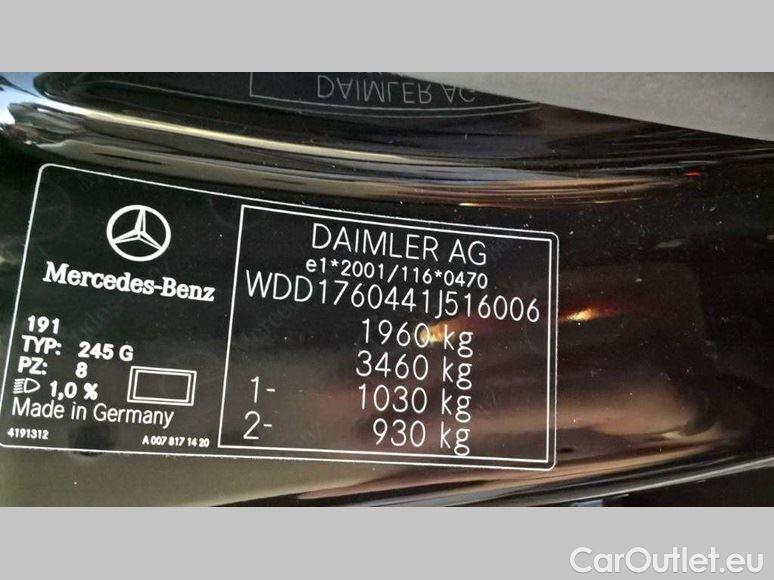 DAIMLER AG
Mercedes-Benz
191
TYP: 245 G
PZ: 8
1,0 %
Made in Germany
4191312
A 007 817 14 20
DAIMLER AG
e1*2001/116*0470
WDD1760441J516006
1960 kg
3460 kg
1- 1030 kg
2- 930 kg
CarOutlet.eu